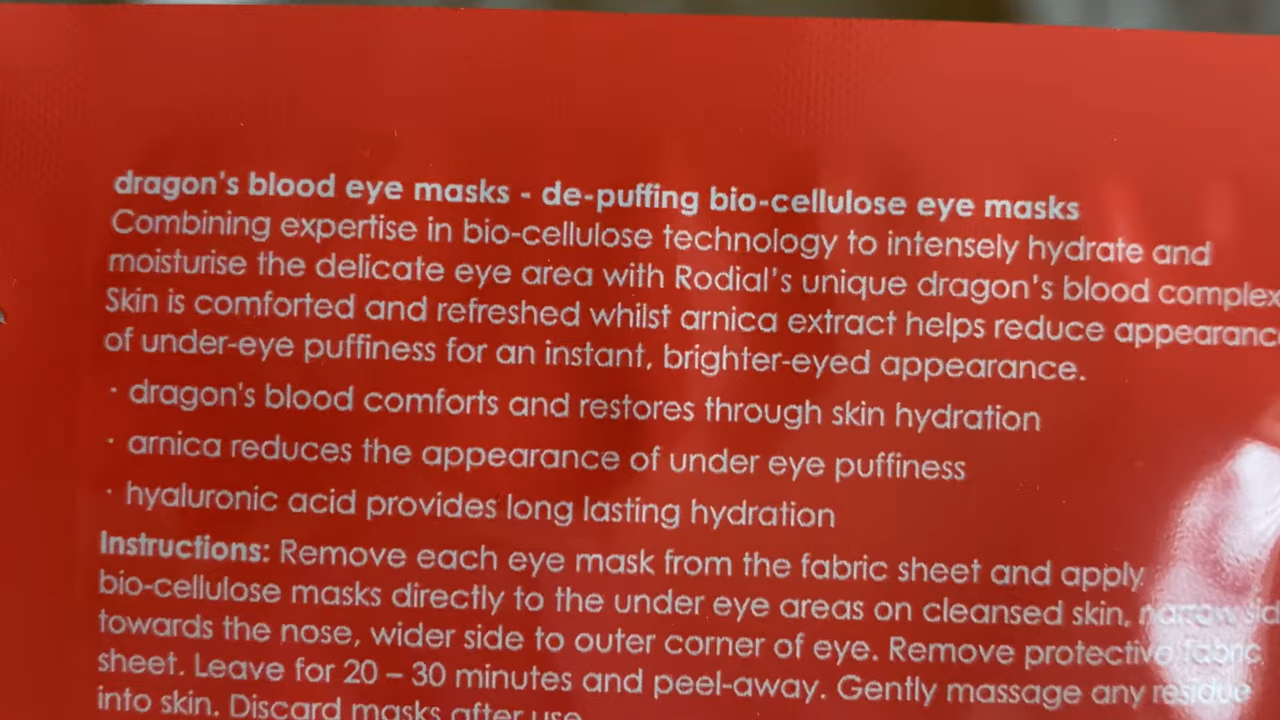 dragon's blood eye masks - de-puffing bio-cellulose eye masks
Combining expertise in bio-cellulose technology to intensely hydrate and
moisturise the delicate eye area with Rodial's unique dragon's blood complex
Skin is comforted and refreshed whilst arnica extract helps reduce appearanc
of under-eye puffiness for an instant, brighter-eyed appearance.
· dragon's blood comforts and restores through skin hydration
· arnica reduces the appearance of under eye puffiness
· hyaluronic acid provides long lasting hydration
Instructions: Remove each eye mask from the fabric sheet and apply
bio-cellulose masks directly to the under eye areas on cleansed skin, narrow sid
towards the nose, wider side to outer corner of eye. Remove protective fabric
sheet. Leave for 20 – 30 minutes and peel-away. Gently massage any residue
into skin. Discard masks after use